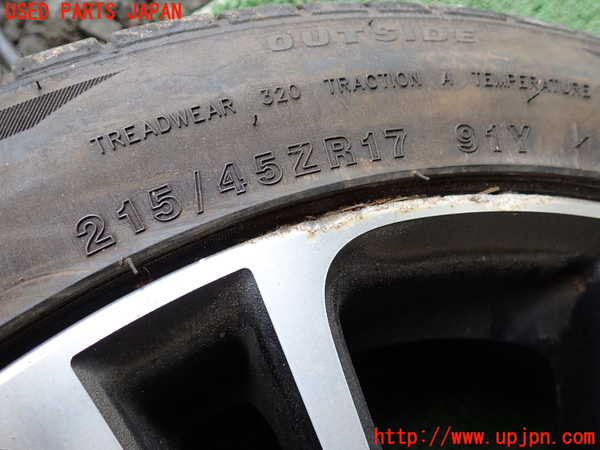 USED PARTS JAPAN
OUTSIDE
TREADWEAR 320 TRACTION A TEMPERATURE
215/45ZR17 91Y
http://www.upjpn.com